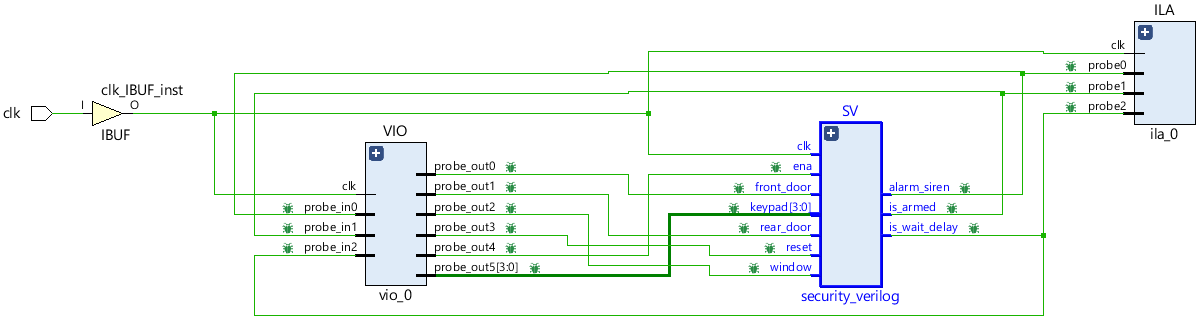 ILA
clk
probe0
probe1
probe2
ila_0
clk_IBUF_inst
clk
I
O
IBUF
VIO
clk
probe_in0
probe_in1
probe_in2
probe_out0
probe_out1
probe_out2
probe_out3
probe_out4
probe_out5[3:0]
vio_0
SV
clk
ena
front_door
keypad[3:0]
rear_door
reset
window
alarm_siren
is_armed
is_wait_delay
security_verilog